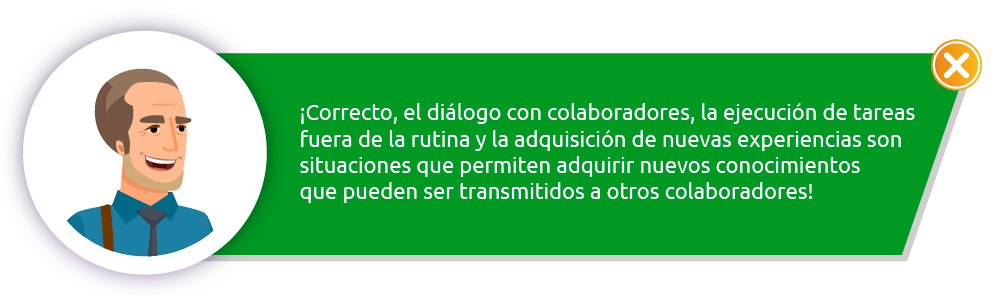 ¡Correcto, el diálogo con colaboradores, la ejecución de tareas
fuera de la rutina y la adquisición de nuevas experiencias son
situaciones que permiten adquirir nuevos conocimientos
que pueden ser transmitidos a otros colaboradores!